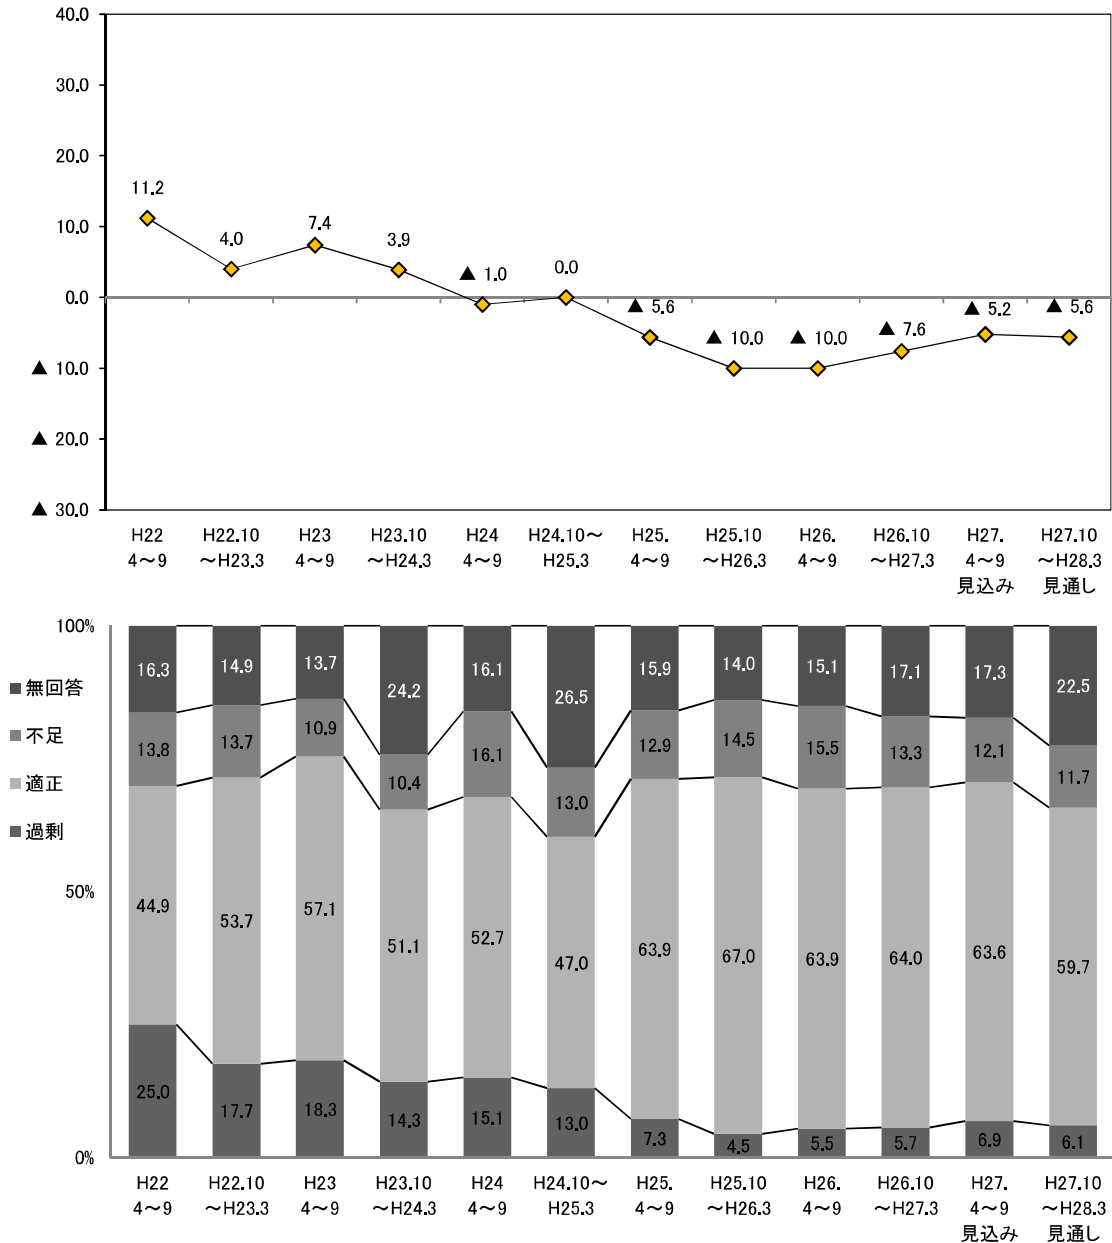 40.0
30.0
20.0
10.0
0.0
▲ 10.0
▲ 20.0
▲ 30.0
11.2
4.0
7.4
3.9
▲ 1.0
0.0
▲ 5.6
▲ 10.0
▲ 10.0
▲ 7.6
▲ 5.2
▲ 5.6
H22 4～9
H22.10 ～H23.3
H23 4～9
H23.10 ～H24.3
H24 4～9
H24.10～ H25.3
H25. 4～9
H25.10 ～H26.3
H26. 4～9
H26.10 ～H27.3
H27. 4～9 見込み
H27.10 ～H28.3 見通し
100%
50%
0%
■無回答
■不足
■適正
■過剰
16.3 14.9 13.7 24.2 16.1 26.5 15.9 14.0 15.1 17.1 17.3 22.5
13.8 13.7 10.9 10.4 16.1 13.0 12.9 14.5 15.5 13.3 12.1 11.7
44.9 53.7 57.1 51.1 52.7 47.0 63.9 67.0 63.9 64.0 63.6 59.7
25.0 17.7 18.3 14.3 15.1 13.0 7.3 4.5 5.5 5.7 6.9 6.1
H22 4～9
H22.10 ～H23.3
H23 4～9
H23.10 ～H24.3
H24 4～9
H24.10～ H25.3
H25. 4～9
H25.10 ～H26.3
H26. 4～9
H26.10 ～H27.3
H27. 4～9 見込み
H27.10 ～H28.3 見通し